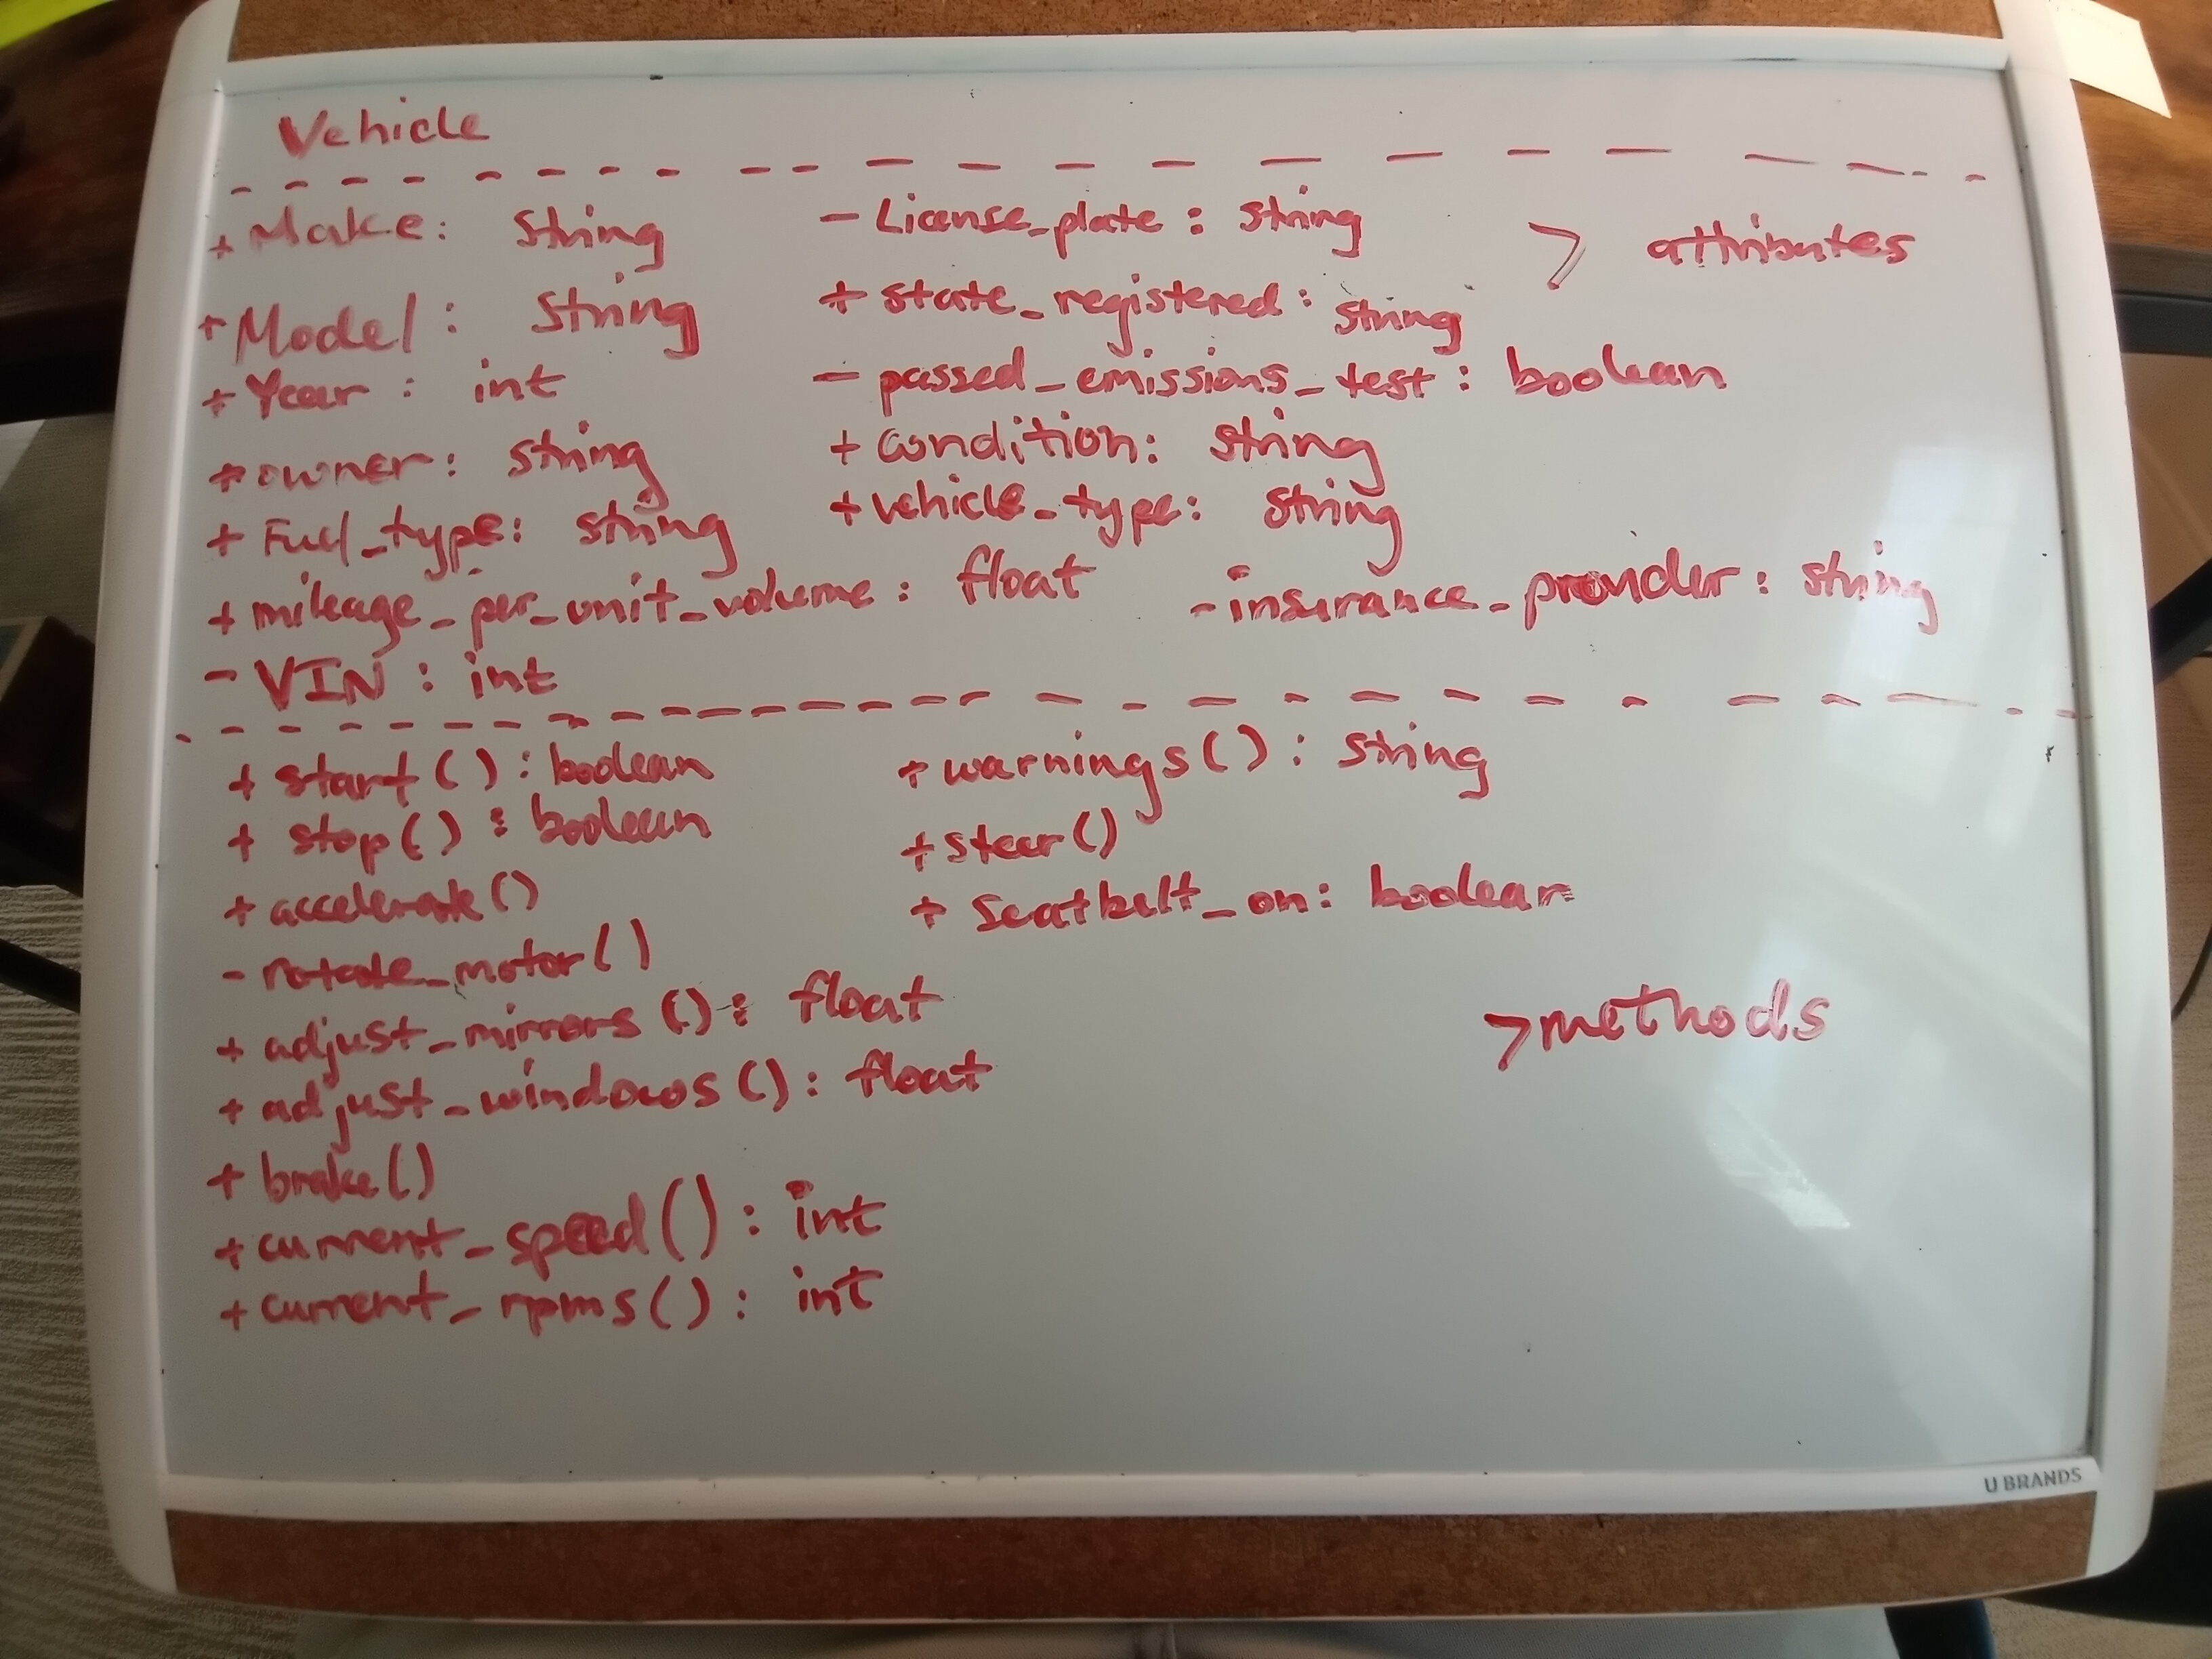 Vehicle
+ Make: String
+ Model: String
+ Year: int
+ owner: string
+ Fuel_type: string
+ mileage_per_unit_volume: float
- VIN: int
- License_plate: string
+ state_registered: string
- passed_emissions_test: boolean
+ condition: string
+ vehicle_type: string
- insurance_provider: string
> attributes
+ start(): boolean
+ stop(): boolean
+ accelerate()
- rotate_motor()
+ adjust_mirrors(): float
+ adjust_windows(): float
+ brake()
+ current_speed(): int
+ current_rpms(): int
+ warnings(): string
+ steer()
+ Seatbelt_on: boolean
> methods
U BRANDS